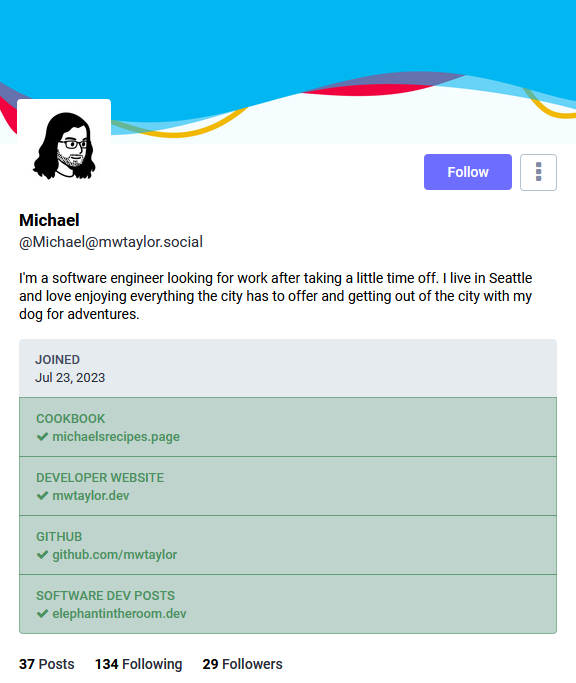 Follow
Michael
@Michael@mwtaylor.social
I'm a software engineer looking for work after taking a little time off. I live in Seattle
and love enjoying everything the city has to offer and getting out of the city with my
dog for adventures.
JOINED
Jul 23, 2023
COOKBOOK
✔ michaelsrecipes.page
DEVELOPER WEBSITE
✔ mwtaylor.dev
GITHUB
✔ github.com/mwtaylor
SOFTWARE DEV POSTS
✔ elephantintheroom.dev
37 Posts 134 Following 29 Followers